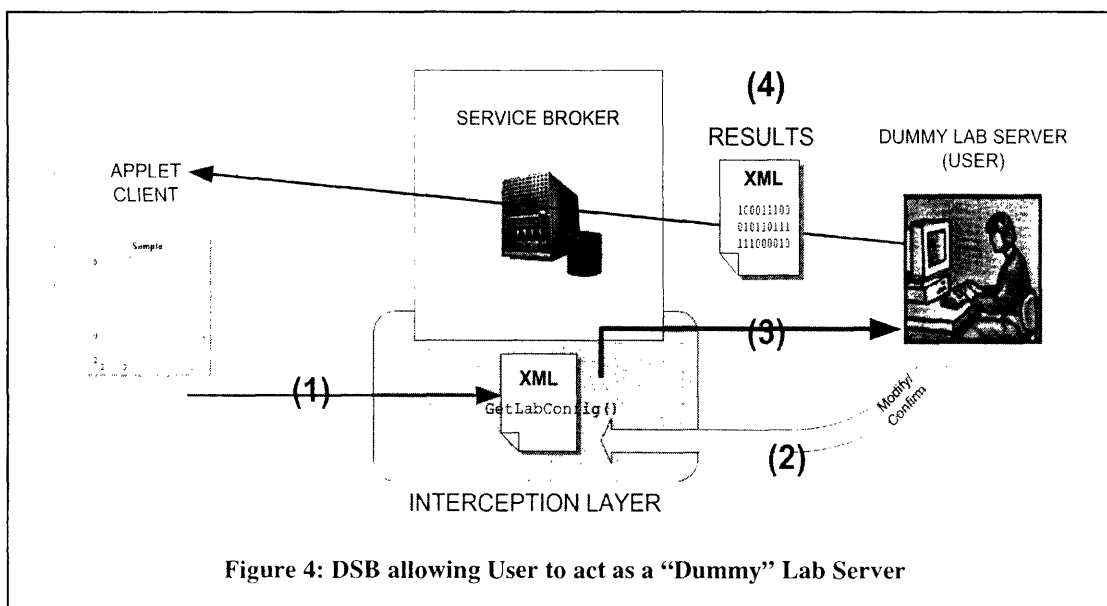 (4)
SERVICE BROKER
RESULTS
DUMMY LAB SERVER
(USER)
APPLET
CLIENT
XML
100011100
010110111
111000010
Sample
(3)
XML
(1)
GetLabConfig()
Modify/
Confirm
(2)
INTERCEPTION LAYER
Figure 4: DSB allowing User to act as a “Dummy” Lab Server